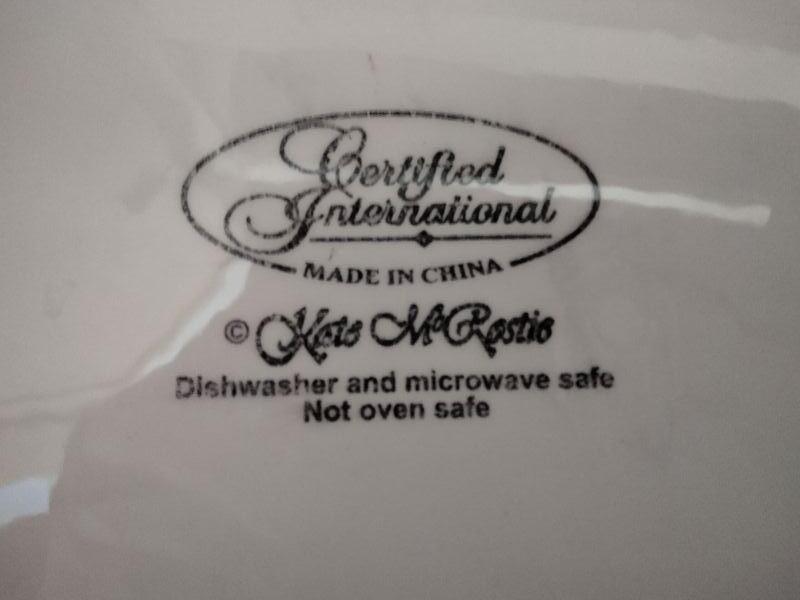 Certified
International
MADE IN CHINA
© Kate McRostie
Dishwasher and microwave safe
Not oven safe